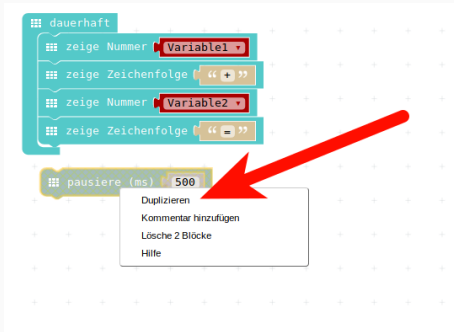 dauerhaft
zeige Nummer Variable1
zeige Zeichenfolge “ + ”
zeige Nummer Variable2
zeige Zeichenfolge “ = ”
pausiere (ms) 500
Duplizieren
Kommentar hinzufügen
Lösche 2 Blöcke
Hilfe